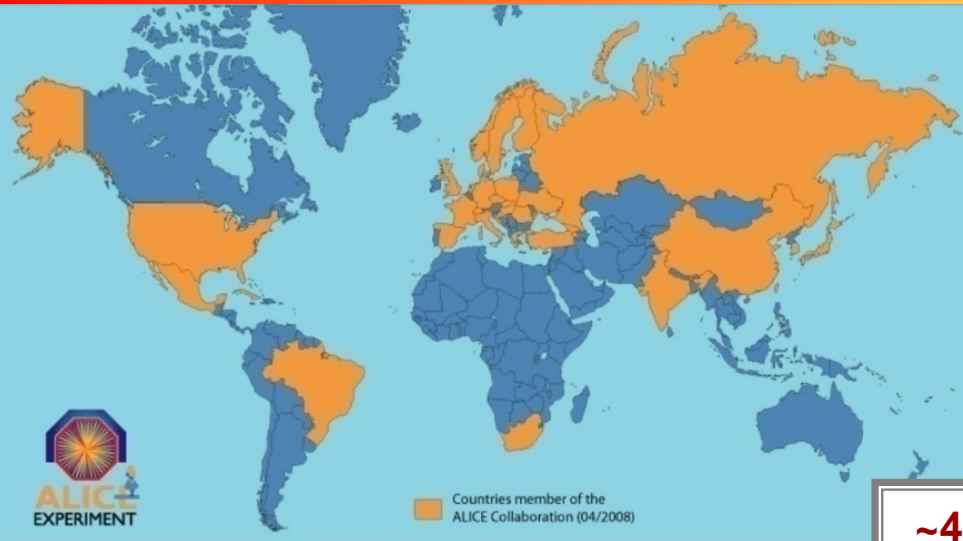 ALICE
EXPERIMENT
Countries member of the
ALICE Collaboration (04/2008)
~4